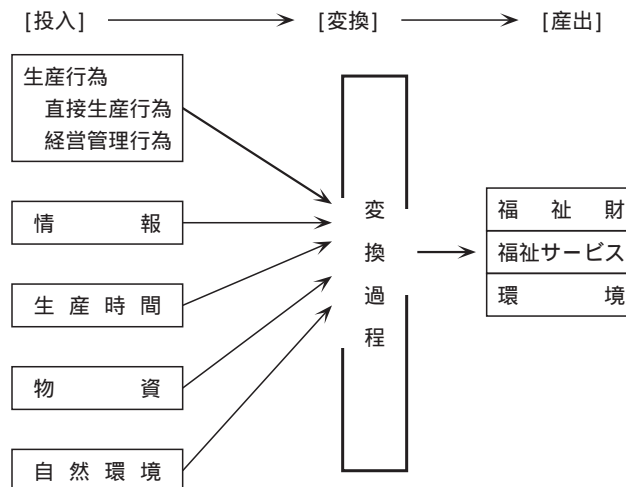 [投入] [変換] [産出]
生産行為
直接生産行為
経営管理行為
情報
生産時間
物資
自然環境
変換過程
福祉財
福祉サービス
環境